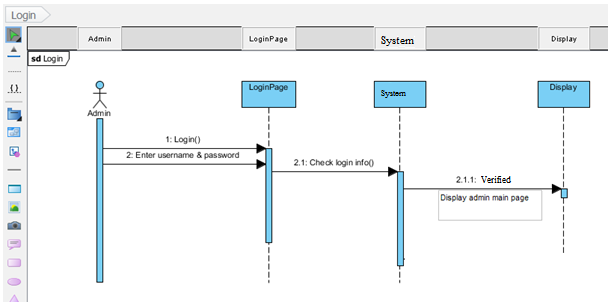 Login
Admin
LoginPage
System
Display
sd Login
LoginPage
System
Display
Admin
1: Login()
2: Enter username & password
2.1: Check login info()
2.1.1: Verified
Display admin main page
{}